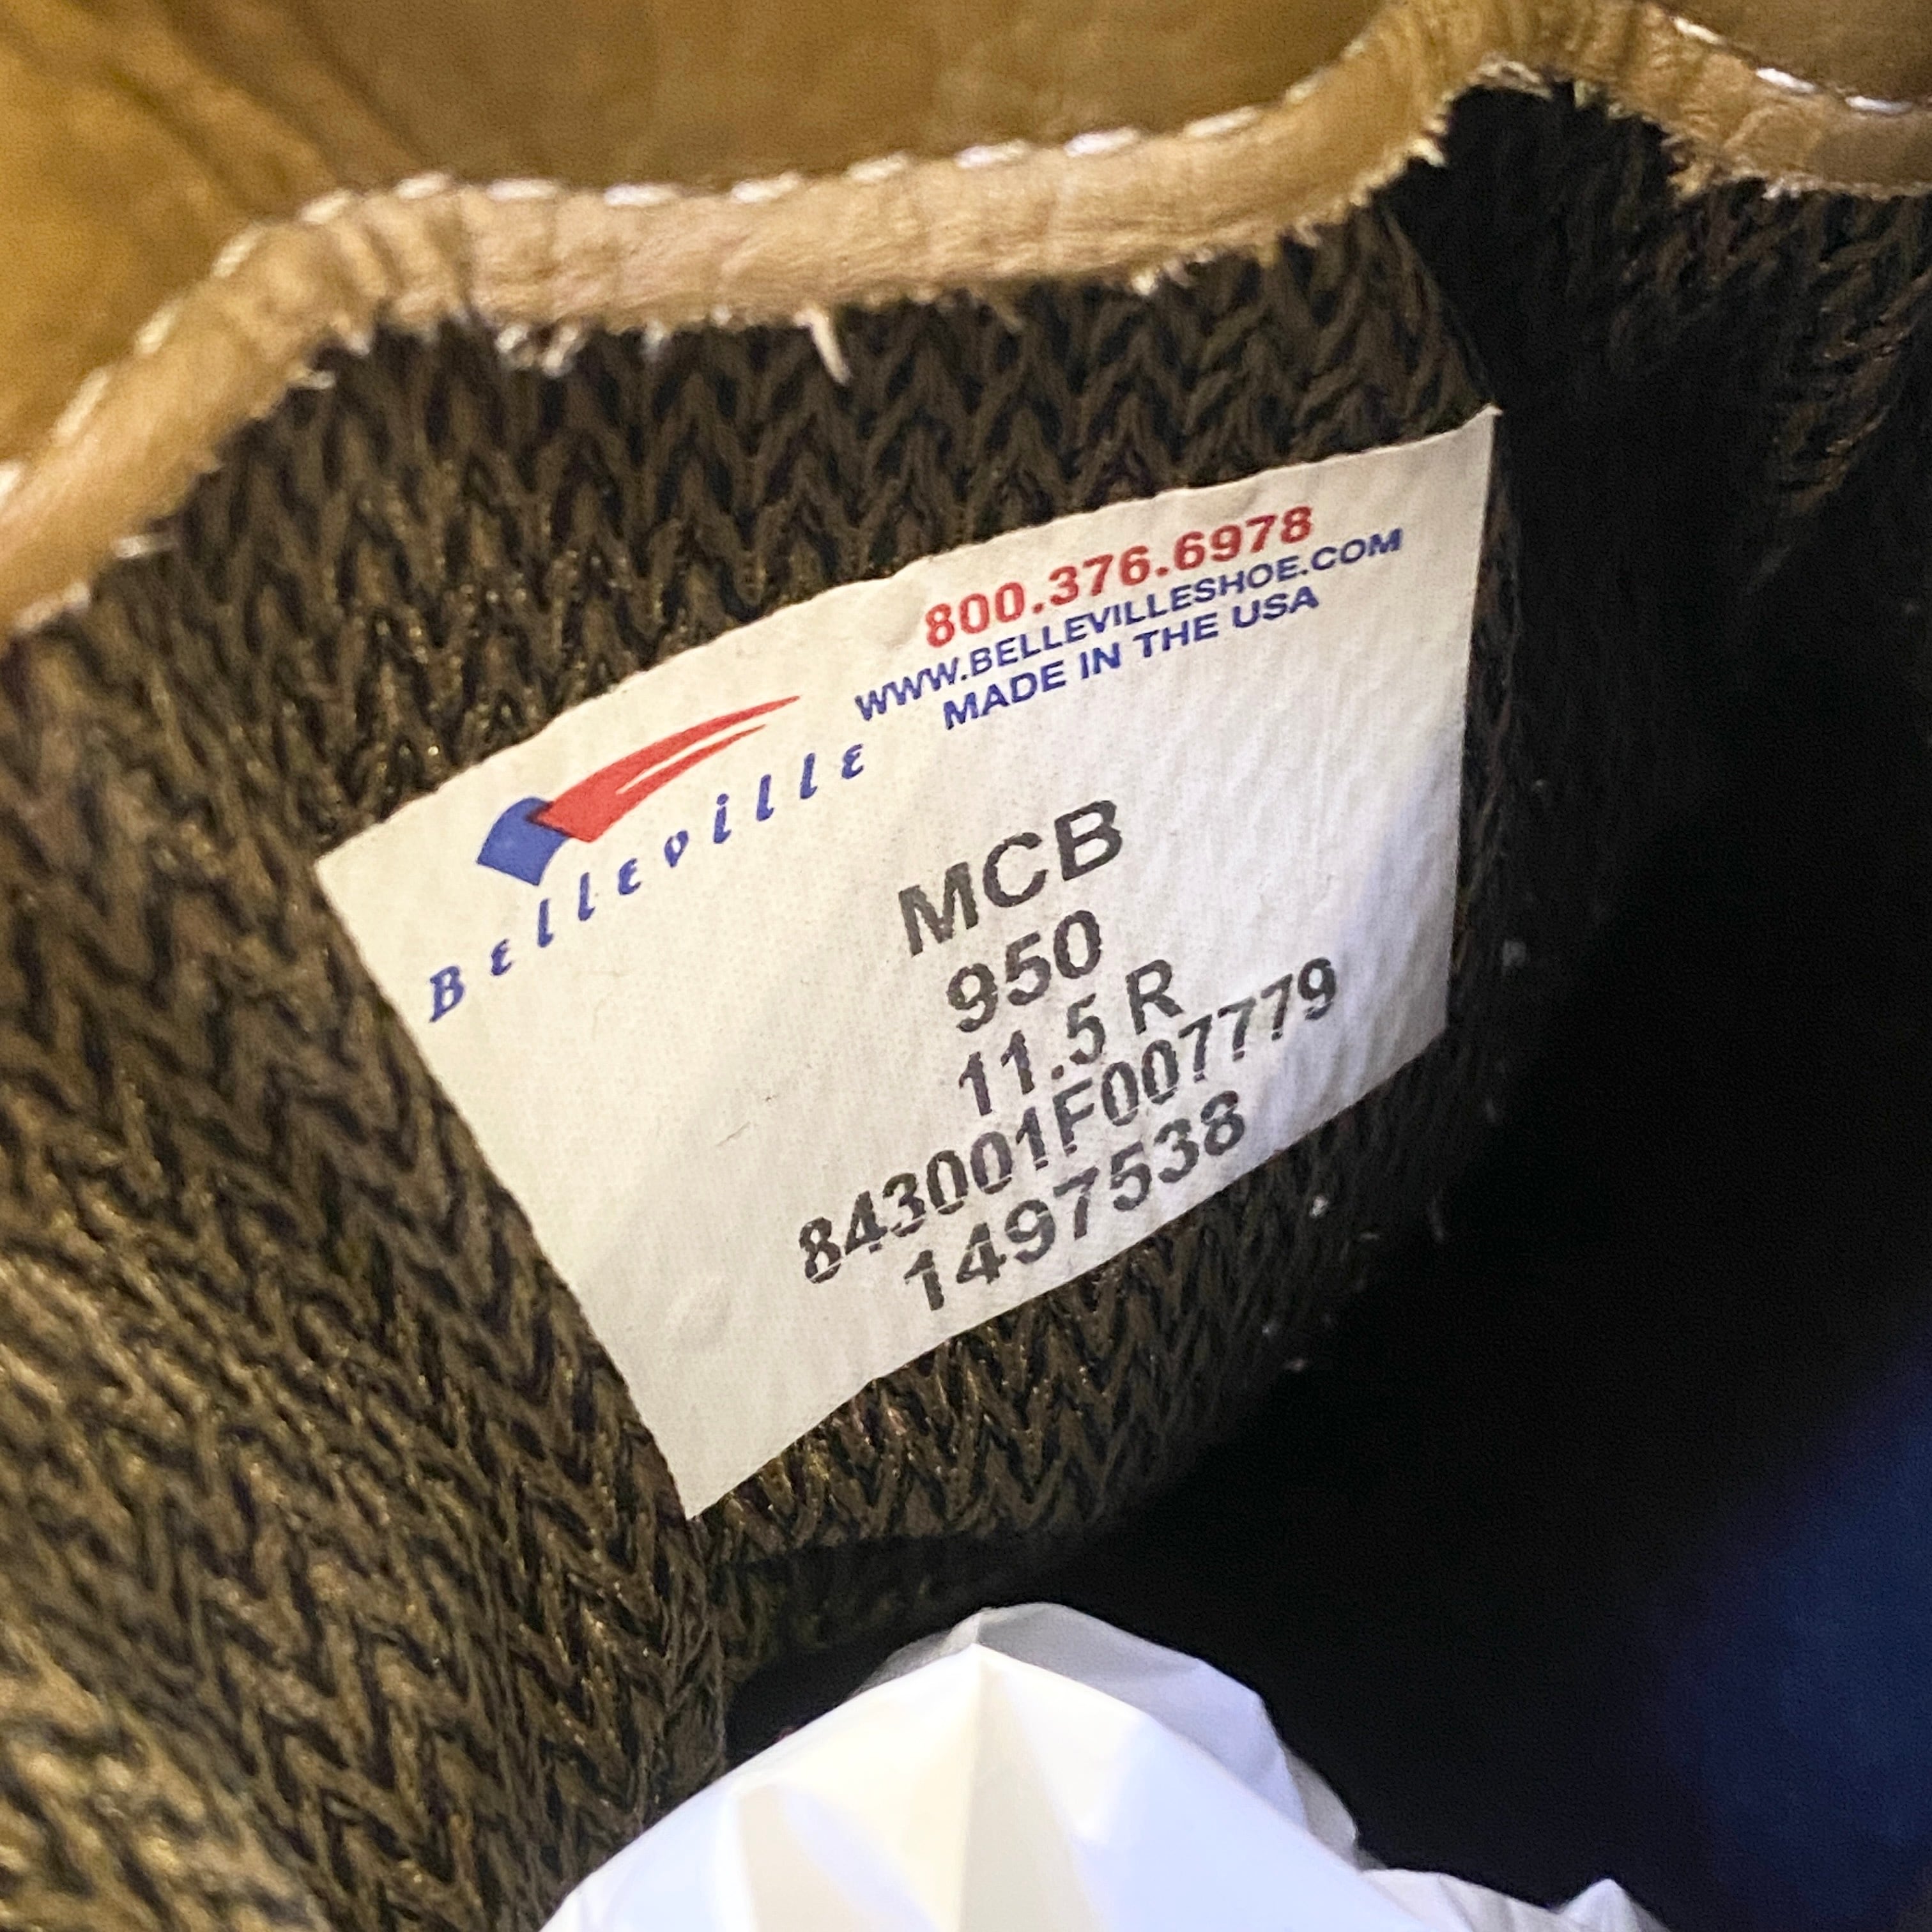 800.376.6978
WWW.BELLEVILLESHOE.COM
MADE IN THE USA
Belleville
MCB
950
11.5 R
843001F007779
1497538